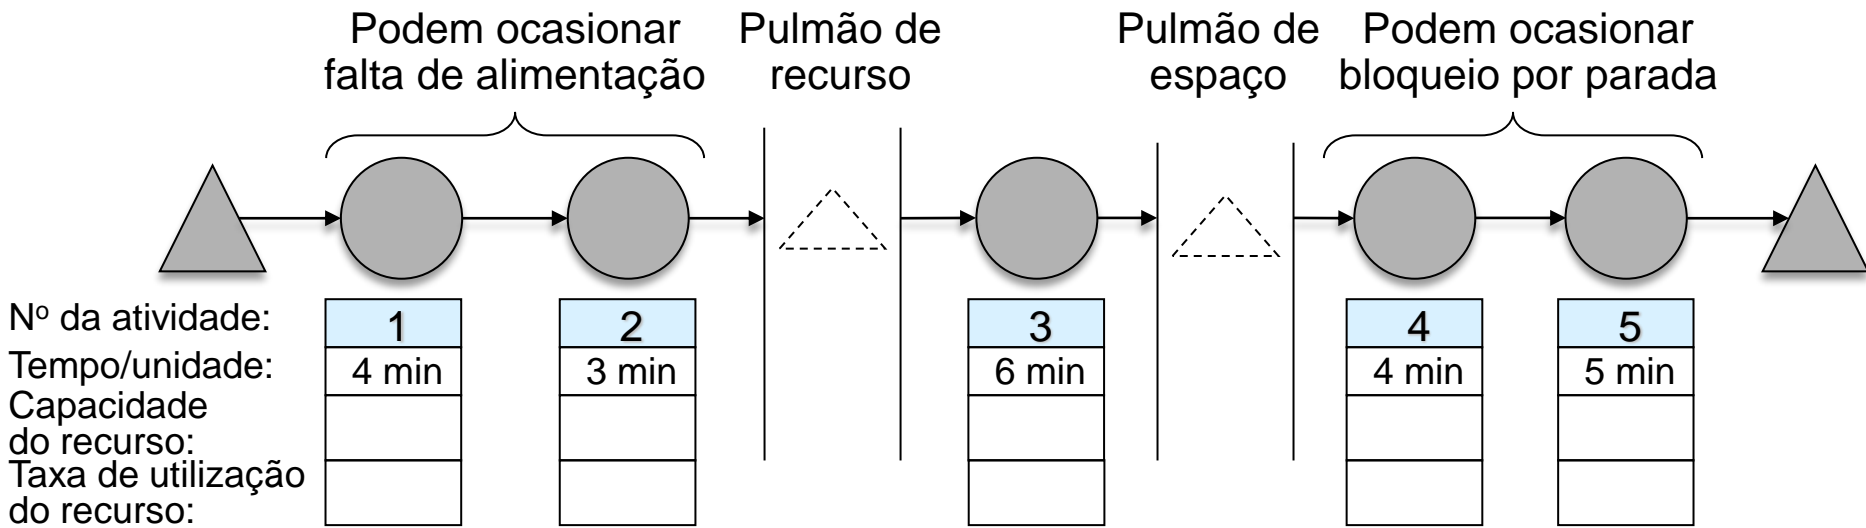 Podem ocasionar
falta de alimentação
Pulmão de
recurso
Pulmão de
espaço
Podem ocasionar
bloqueio por parada
Nº da atividade: 1 2 3 4 5
Tempo/unidade: 4 min 3 min 6 min 4 min 5 min
Capacidade
do recurso:
Taxa de utilização
do recurso: